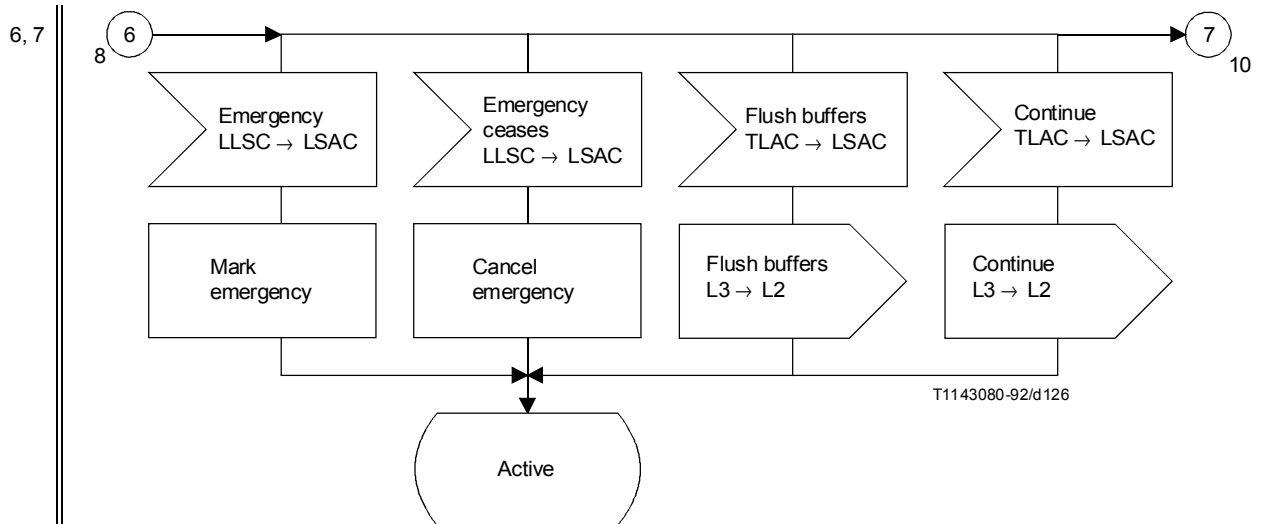 6, 7
6
8
7
10
Emergency
LLSC → LSAC
Emergency
ceases
LLSC → LSAC
Flush buffers
TLAC → LSAC
Continue
TLAC → LSAC
Mark
emergency
Cancel
emergency
Flush buffers
L3 → L2
Continue
L3 → L2
T1143080-92/d126
Active